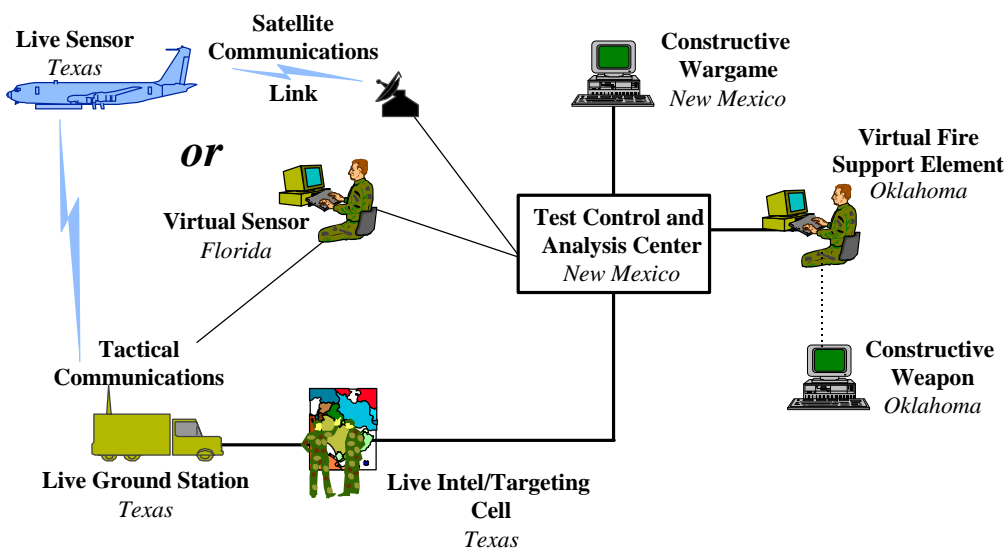 Live Sensor
Texas
Satellite
Communications
Link
Constructive
Wargame
New Mexico
or
Virtual Sensor
Florida
Virtual Fire
Support Element
Oklahoma
Test Control and
Analysis Center
New Mexico
Tactical
Communications
Constructive
Weapon
Oklahoma
Live Ground Station
Texas
Live Intel/Targeting
Cell
Texas